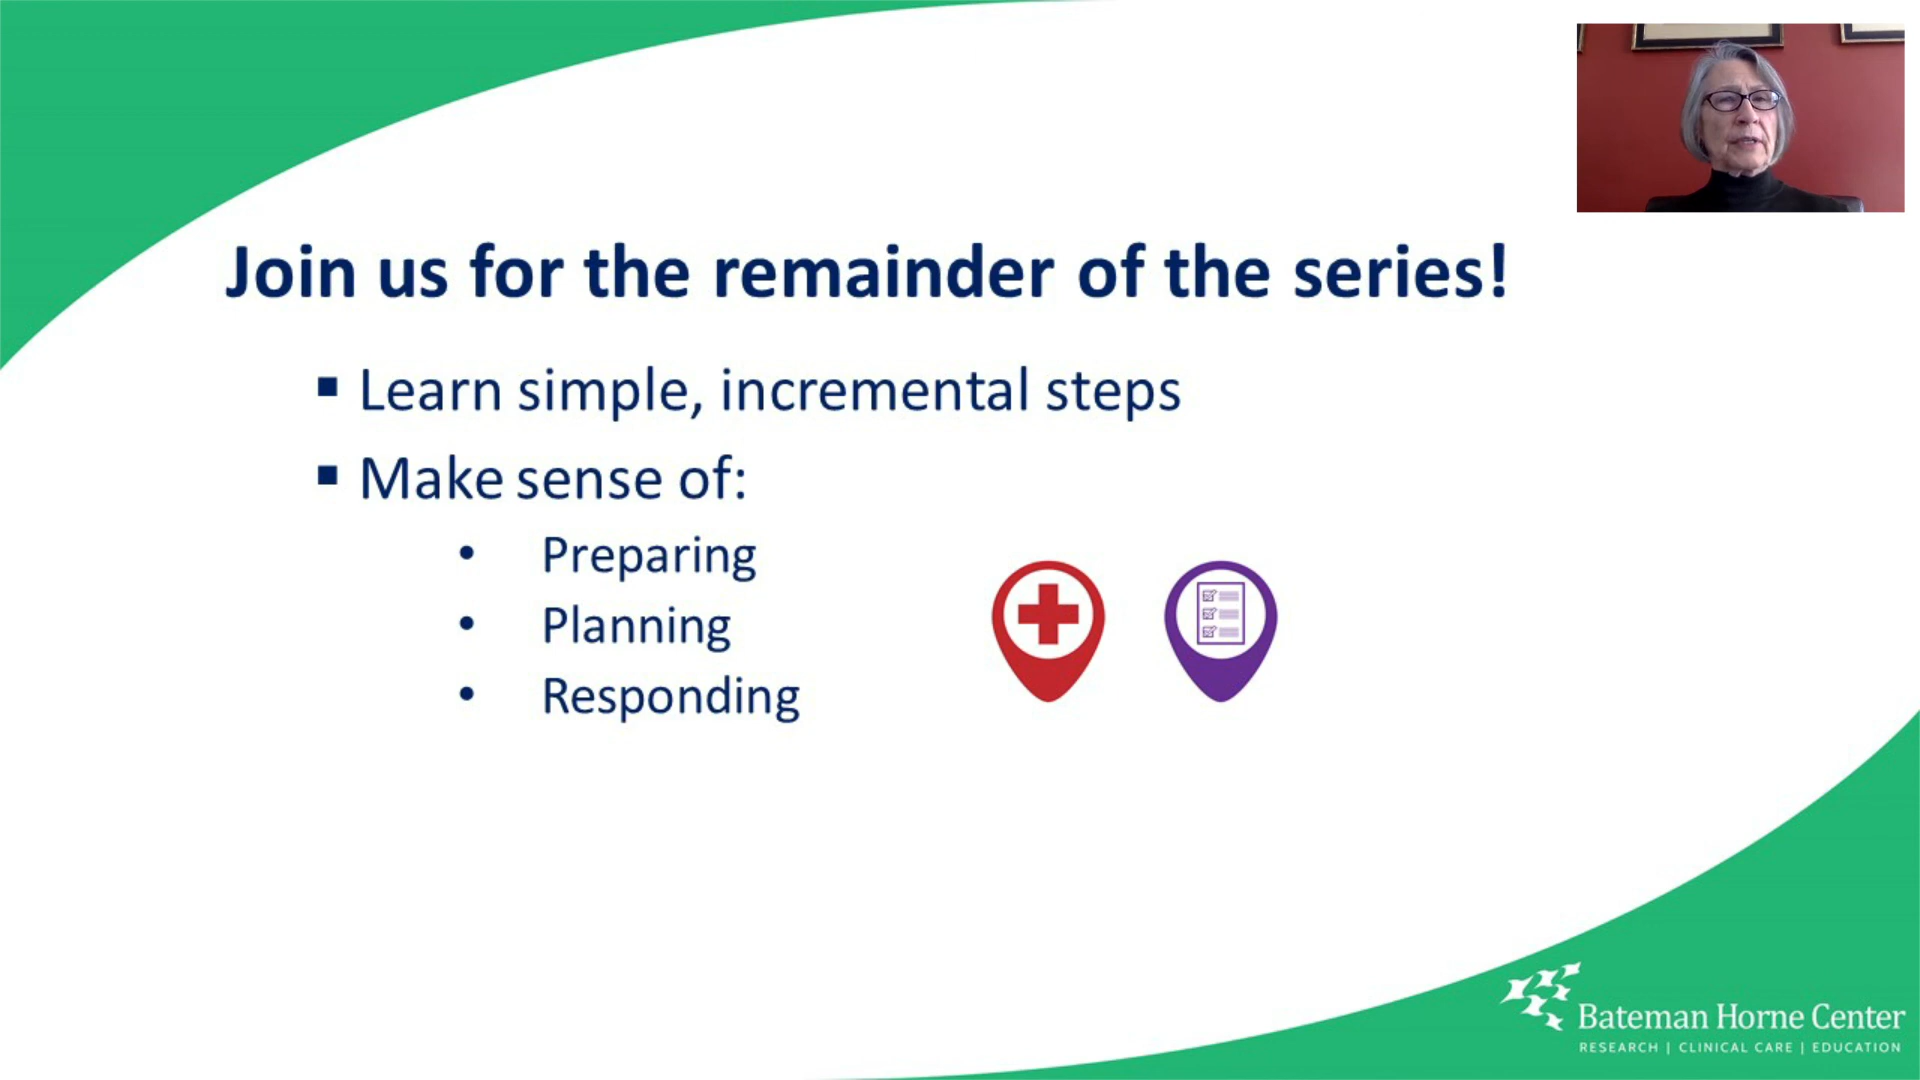 Join us for the remainder of the series!
▪ Learn simple, incremental steps
▪ Make sense of:
• Preparing
• Planning
• Responding
Bateman Horne Center
RESEARCH | CLINICAL CARE | EDUCATION